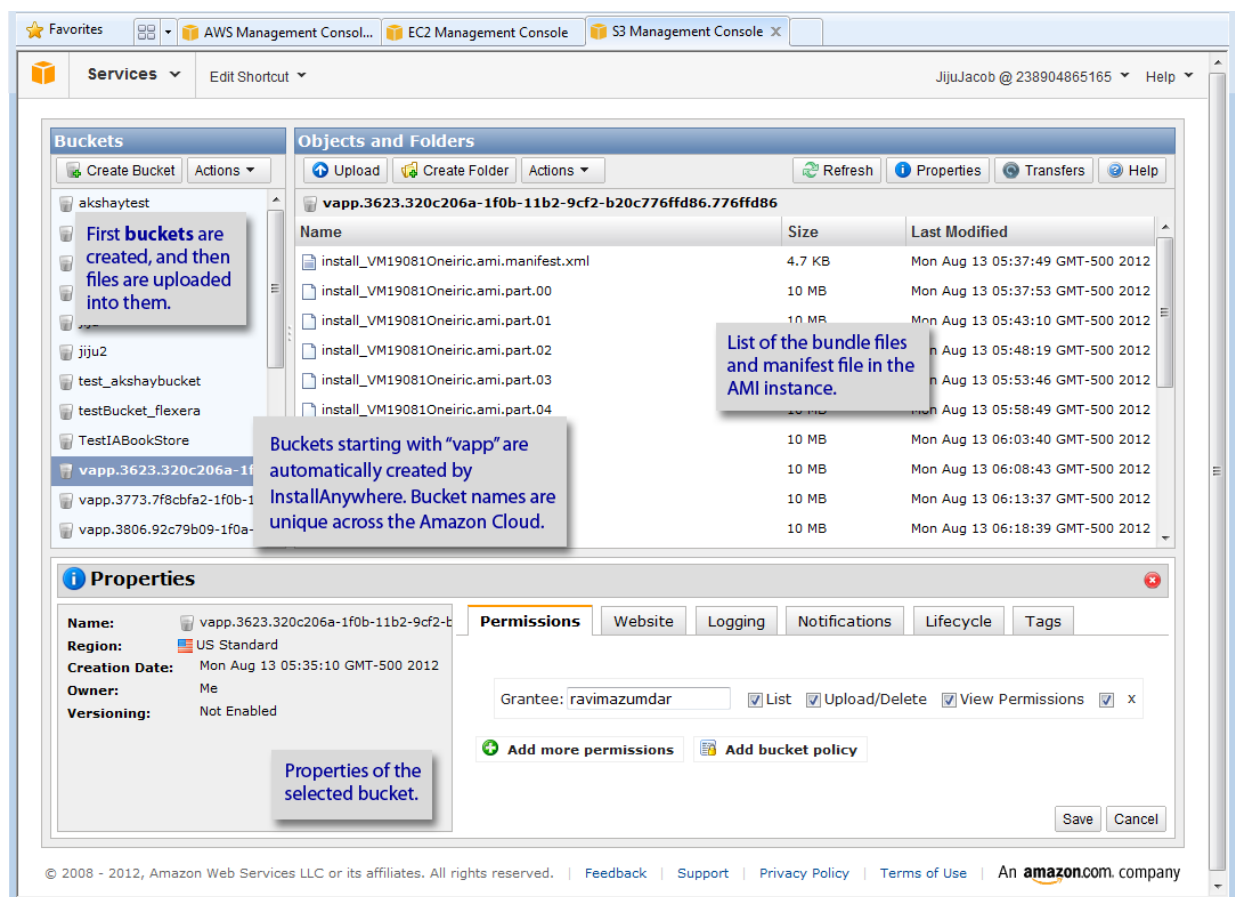 Favorites
AWS Management Consol...
EC2 Management Console
S3 Management Console X
Services
Edit Shortcut
JijuJacob @ 238904865165
Help
Buckets
Create Bucket
Actions
akshaytest
First buckets are
created, and then
files are uploaded
into them.
jiju2
test_akshaybucket
testBucket_flexera
TestIABookStore
vapp.3623.320c206a-1f
vapp.3773.7f8cbfa2-1f0b-1
vapp.3806.92c79b09-1f0a-
Objects and Folders
Upload
Create Folder
Actions
Refresh
Properties
Transfers
Help
vapp.3623.320c206a-1f0b-11b2-9cf2-b20c776ffd86.776ffd86
Name Size Last Modified
install_VM19081Oneiric.ami.manifest.xml 4.7 KB Mon Aug 13 05:37:49 GMT-500 2012
install_VM19081Oneiric.ami.part.00 10 MB Mon Aug 13 05:37:53 GMT-500 2012
install_VM19081Oneiric.ami.part.01 10 MB Mon Aug 13 05:43:10 GMT-500 2012
install_VM19081Oneiric.ami.part.02 Aug 13 05:48:19 GMT-500 2012
install_VM19081Oneiric.ami.part.03 Aug 13 05:53:46 GMT-500 2012
install_VM19081Oneiric.ami.part.04 10 MB Mon Aug 13 05:58:49 GMT-500 2012
10 MB Mon Aug 13 06:03:40 GMT-500 2012
10 MB Mon Aug 13 06:08:43 GMT-500 2012
10 MB Mon Aug 13 06:13:37 GMT-500 2012
10 MB Mon Aug 13 06:18:39 GMT-500 2012
List of the bundle files
and manifest file in the
AMI instance.
Buckets starting with “vapp” are
automatically created by
InstallAnywhere. Bucket names are
unique across the Amazon Cloud.
Properties
Name: vapp.3623.320c206a-1f0b-11b2-9cf2-b
Region: US Standard
Creation Date: Mon Aug 13 05:35:10 GMT-500 2012
Owner: Me
Versioning: Not Enabled
Properties of the
selected bucket.
Permissions Website Logging Notifications Lifecycle Tags
Grantee: ravimazumdar List Upload/Delete View Permissions x
Add more permissions Add bucket policy
Save Cancel
© 2008 - 2012, Amazon Web Services LLC or its affiliates. All rights reserved. | Feedback | Support | Privacy Policy | Terms of Use | An amazon.com. company